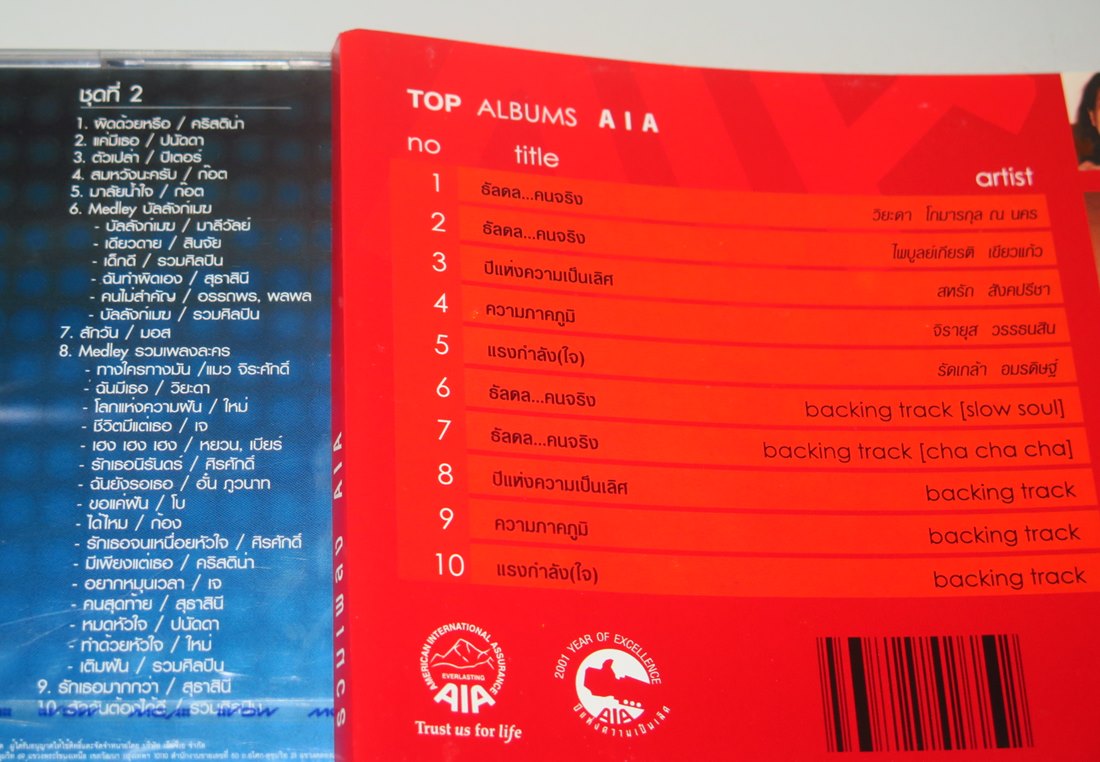 ชุดที่ 2
1. ผิดด้วยหรือ / คริสติน่า
2. แค่มีเธอ / ปนัดดา
3. ตัวเปล่า / ปีเตอร์
4. สมหวังนะครับ / ก๊อต
5. มาลัยน้ำใจ / ก๊อต
6. Medley บัลลังก์เมฆ
- บัลลังก์เมฆ / มาลีวัลย์
- เดียวดาย / สินจัย
- เด็กดี / รวมศิลปิน
- ฉันทำผิดเอง / สุธาสินี
- คนไม่สำคัญ / อรรถพร, พลพล
- บัลลังก์เมฆ / รวมศิลปิน
7. สักวัน / มอส
8. Medley รวมเพลงละคร
- ทางใครทางมัน /แมว จิระศักดิ์
- ฉันมีเธอ / วิยะดา
- โลกแห่งความฝัน / ใหม่
- ชีวิตมีแต่เธอ / เจ
- เฮง เฮง เฮง / หยวน, เบียร์
- รักเธอนิรันดร์ / ศิรศักดิ์
- ฉันยังรอเธอ / อั๋น ภูวนาท
- ขอแค่ฝัน / โบ
- ได้ไหม / ก้อง
- รักเธอจนเหนื่อยหัวใจ / ศิรศักดิ์
- มีเพียงแต่เธอ / คริสติน่า
- อยากหมุนเวลา / เจ
- คนสุดท้าย / สุธาสินี
- หมดหัวใจ / ปนัดดา
- ทำด้วยหัวใจ / ใหม่
- เติมฝัน / รวมศิลปิน
9. รักเธอมากกว่า / สุธาสินี
10. สักวันต้องได้ดี / รวมศิลปิน
TOP ALBUMS AIA
no title artist
1 ธัลดล...คนจริง วิยะดา โกมารกุล ณ นคร
2 ธัลดล...คนจริง ไพบูลย์เกียรติ เขียวแก้ว
3 ปีแห่งความเป็นเลิศ สหรัถ สังคปรีชา
4 ความภาคภูมิ จิรายุส วรรธนสิน
5 แรงกำลัง(ใจ) รัดเกล้า อมรดิษฐ์
6 ธัลดล...คนจริง backing track [slow soul]
7 ธัลดล...คนจริง backing track [cha cha cha]
8 ปีแห่งความเป็นเลิศ backing track
9 ความภาคภูมิ backing track
10 แรงกำลัง(ใจ) backing track
AMERICAN INTERNATIONAL ASSURANCE
EVERLASTING
AIA
Trust us for life
2001 YEAR OF EXCELLENCE
AIA
ปีแห่งความเป็นเลิศ